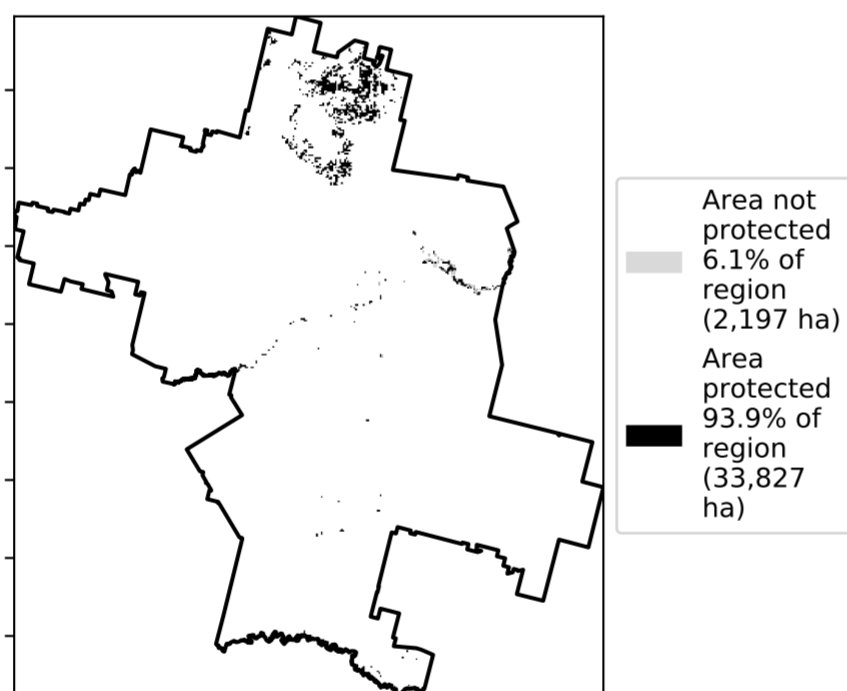 Area not
protected
6.1% of
region
(2,197 ha)
Area
protected
93.9% of
region
(33,827
ha)